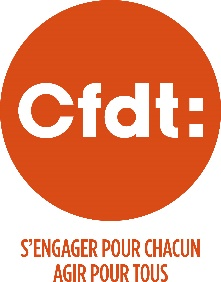 Cfdt:
S'ENGAGER POUR CHACUN
AGIR POUR TOUS